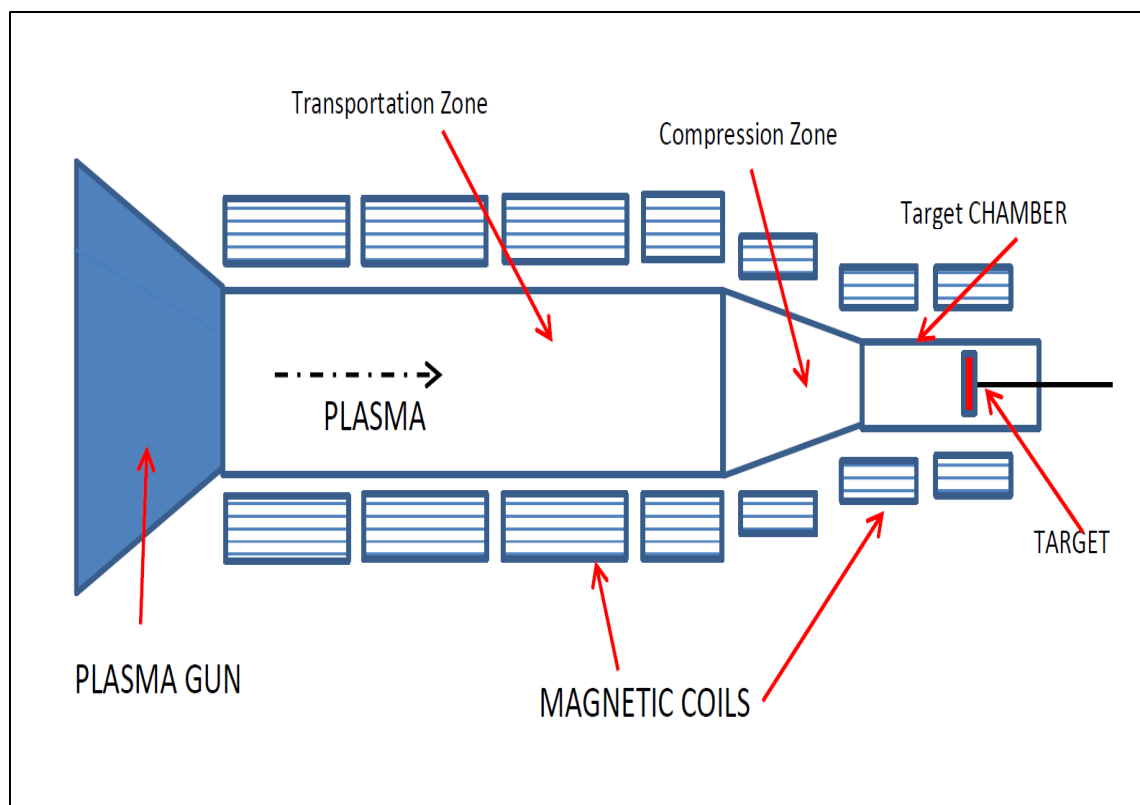 Transportation Zone
Compression Zone
Target CHAMBER
PLASMA
TARGET
PLASMA GUN
MAGNETIC COILS